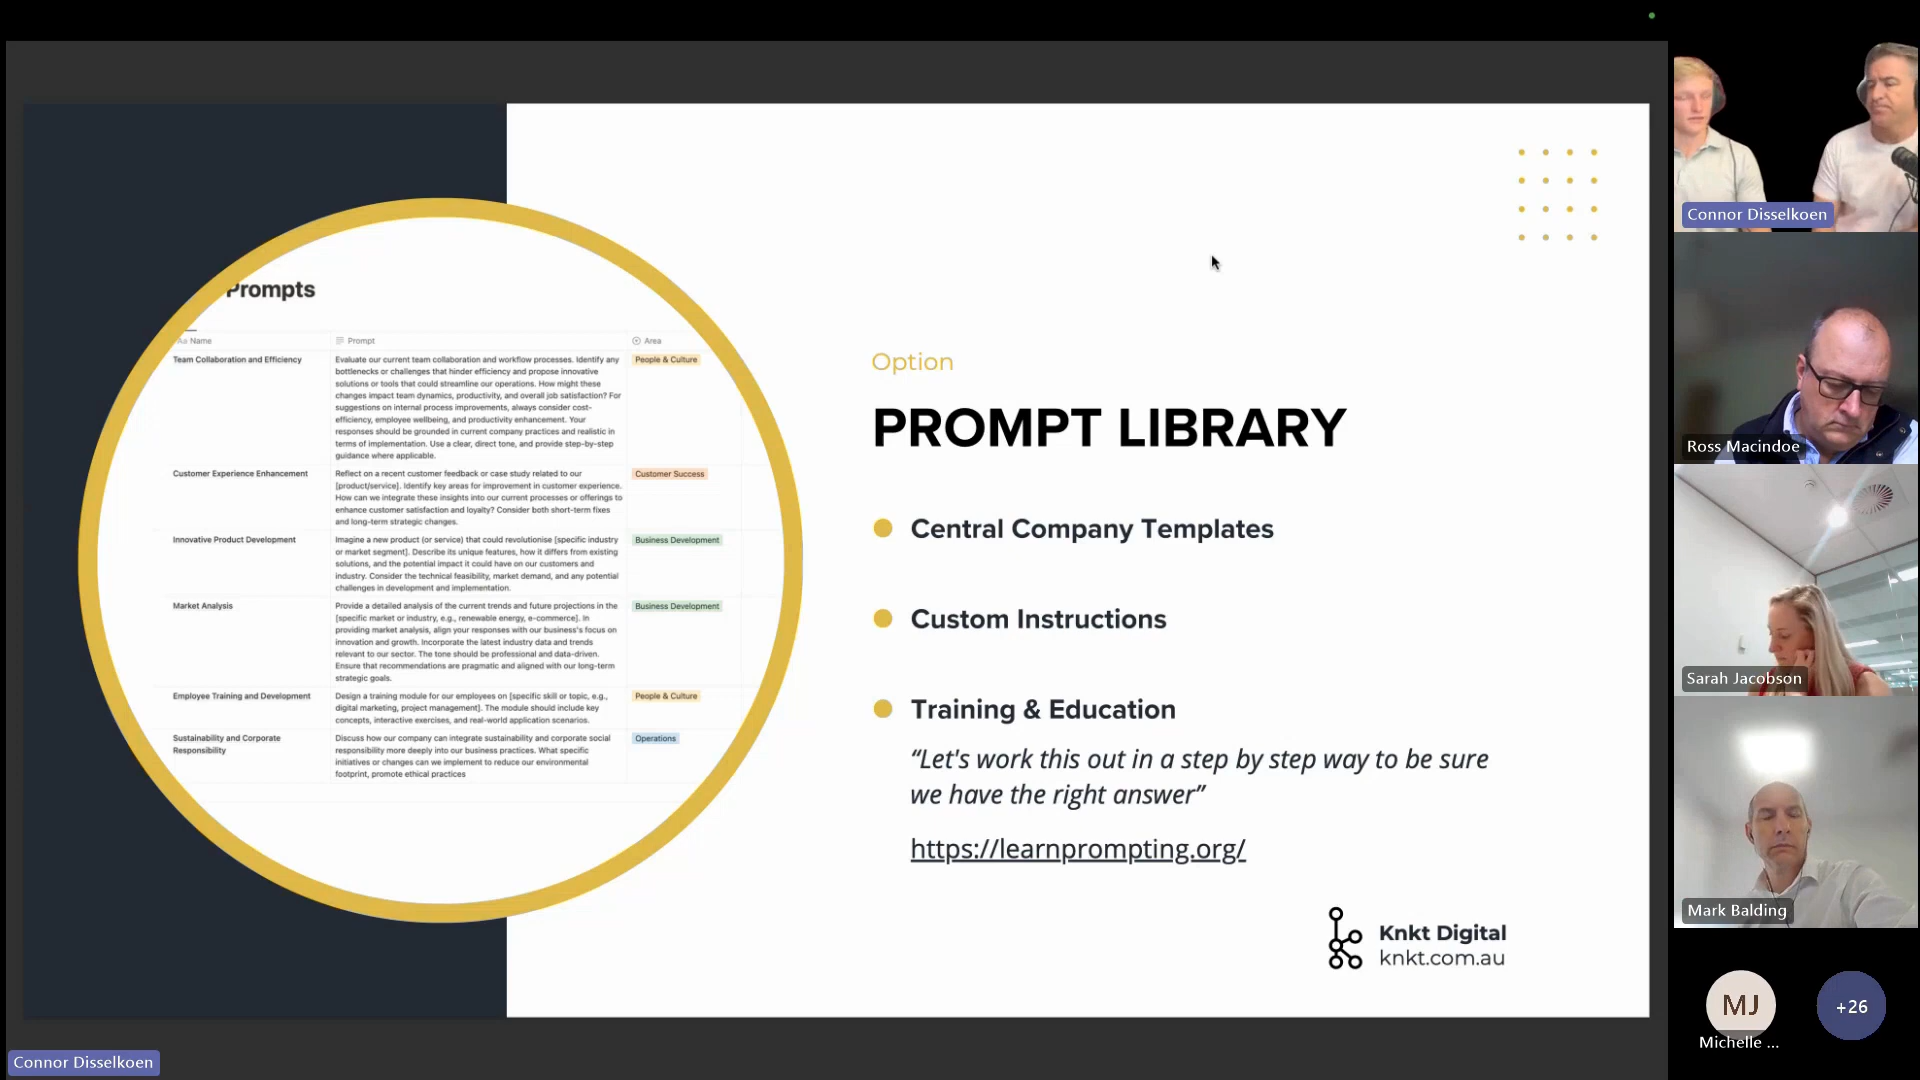 Prompts
Aa Name
Prompt
Area
Team Collaboration and Efficiency
Evaluate our current team collaboration and workflow processes. Identify any
bottlenecks or challenges that hinder efficiency and propose innovative
solutions or tools that could streamline our operations. How might these
changes impact team dynamics, productivity, and overall job satisfaction? For
suggestions on internal process improvements, always consider cost-
efficiency, employee wellbeing, and productivity enhancement. Your
responses should be grounded in current company practices and realistic in
terms of implementation. Use a clear, direct tone, and provide step-by-step
guidance where applicable.
People & Culture
Customer Experience Enhancement
Reflect on a recent customer feedback or case study related to our
[product/service]. Identify key areas for improvement in customer experience.
How can we integrate these insights into our current processes or offerings to
enhance customer satisfaction and loyalty? Consider both short-term fixes
and long-term strategic changes.
Customer Success
Innovative Product Development
Imagine a new product (or service) that could revolutionise [specific industry
or market segment]. Describe its unique features, how it differs from existing
solutions, and the potential impact it could have on our customers and
industry. Consider the technical feasibility, market demand, and any potential
challenges in development and implementation.
Business Development
Market Analysis
Provide a detailed analysis of the current trends and future projections in the
[specific market or industry, e.g., renewable energy, e-commerce]. In
providing market analysis, align your responses with our business's focus on
innovation and growth. Incorporate the latest industry data and trends
relevant to our sector. The tone should be professional and data-driven.
Ensure that recommendations are pragmatic and aligned with our long-term
strategic goals.
Business Development
Employee Training and Development
Design a training module for our employees on [specific skill or topic, e.g.,
digital marketing, project management]. The module should include key
concepts, interactive exercises, and real-world application scenarios.
People & Culture
Sustainability and Corporate
Responsibility
Discuss how our company can integrate sustainability and corporate social
responsibility more deeply into our business practices. What specific
initiatives or changes can we implement to reduce our environmental
footprint, promote ethical practices
Operations
Option
PROMPT LIBRARY
Central Company Templates
Custom Instructions
Training & Education
“Let's work this out in a step by step way to be sure
we have the right answer”
https://learnprompting.org/
Knkt Digital
knkt.com.au
Connor Disselkoen
Ross Macindoe
Sarah Jacobson
Mark Balding
MJ
+26
Michelle ...
Connor Disselkoen